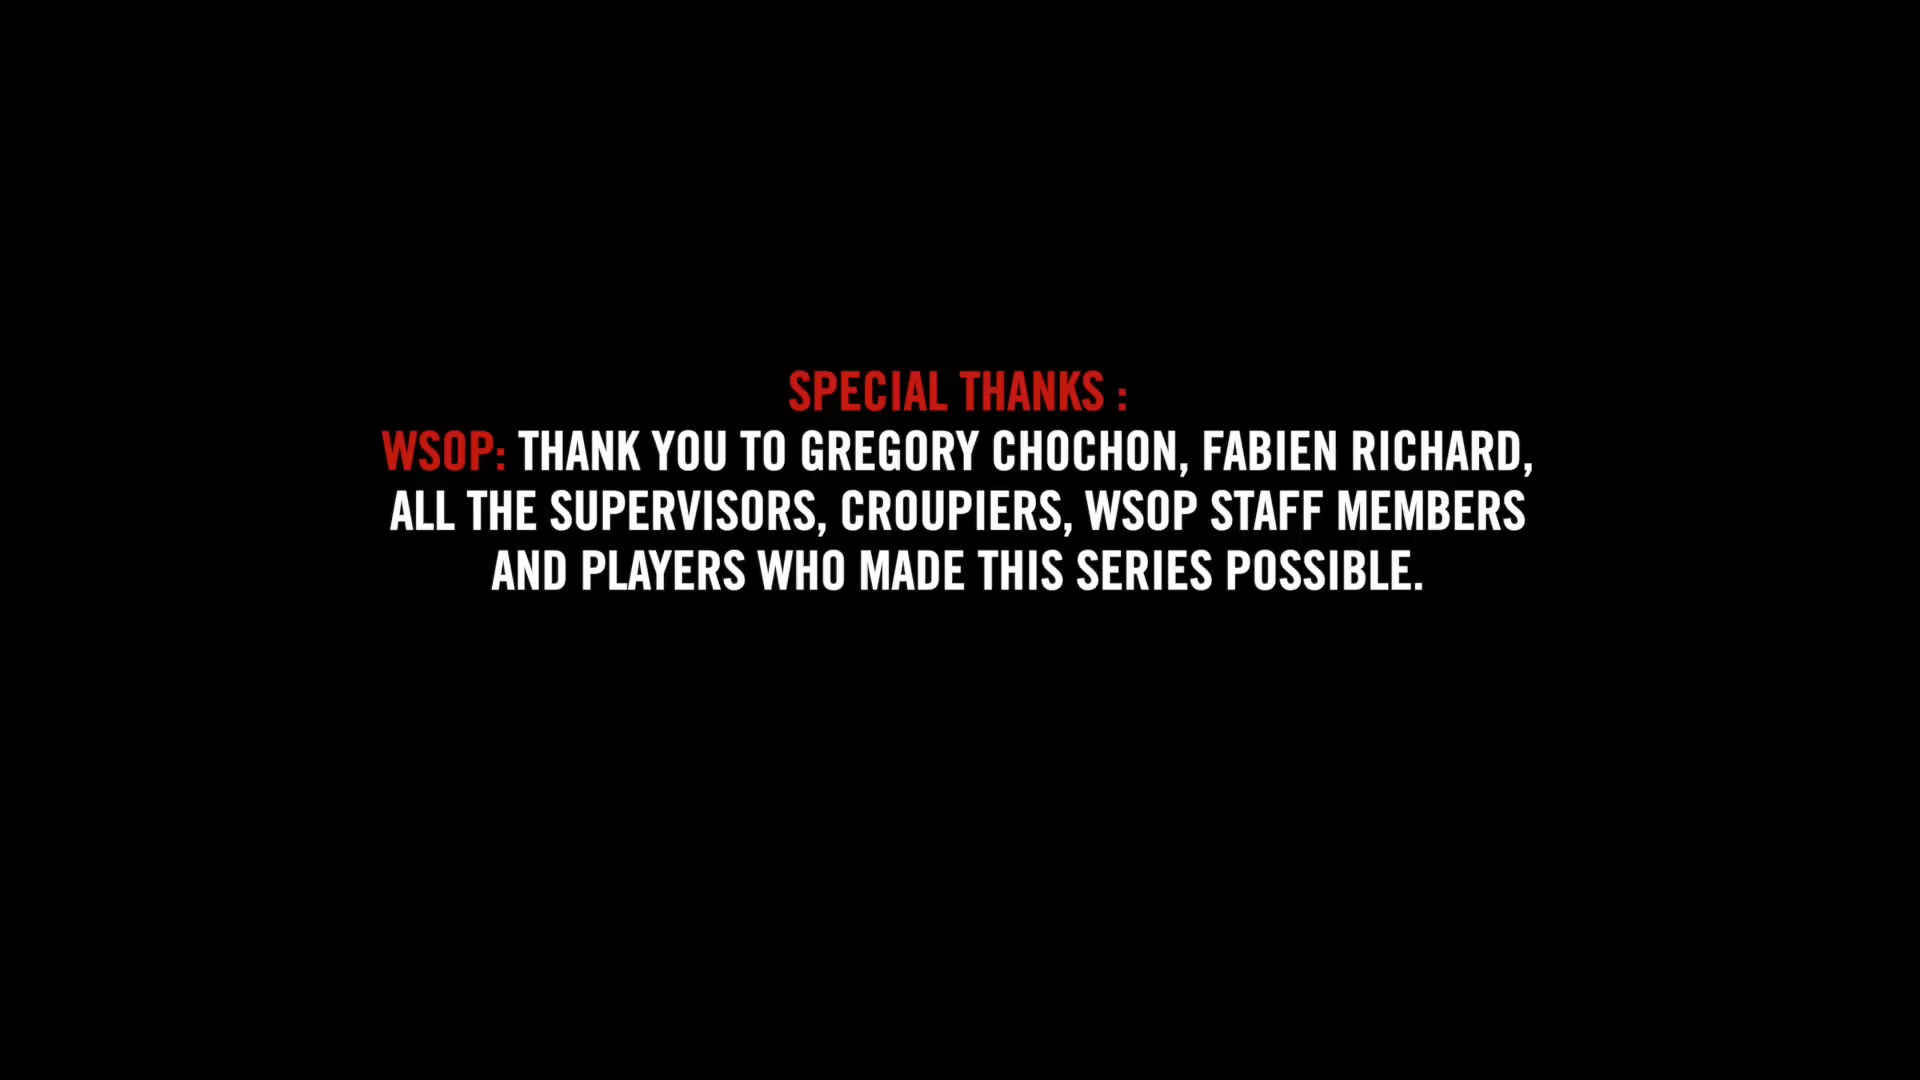 SPECIAL THANKS :
WSOP: THANK YOU TO GREGORY CHOCHON, FABIEN RICHARD,
ALL THE SUPERVISORS, CROUPIERS, WSOP STAFF MEMBERS
AND PLAYERS WHO MADE THIS SERIES POSSIBLE.